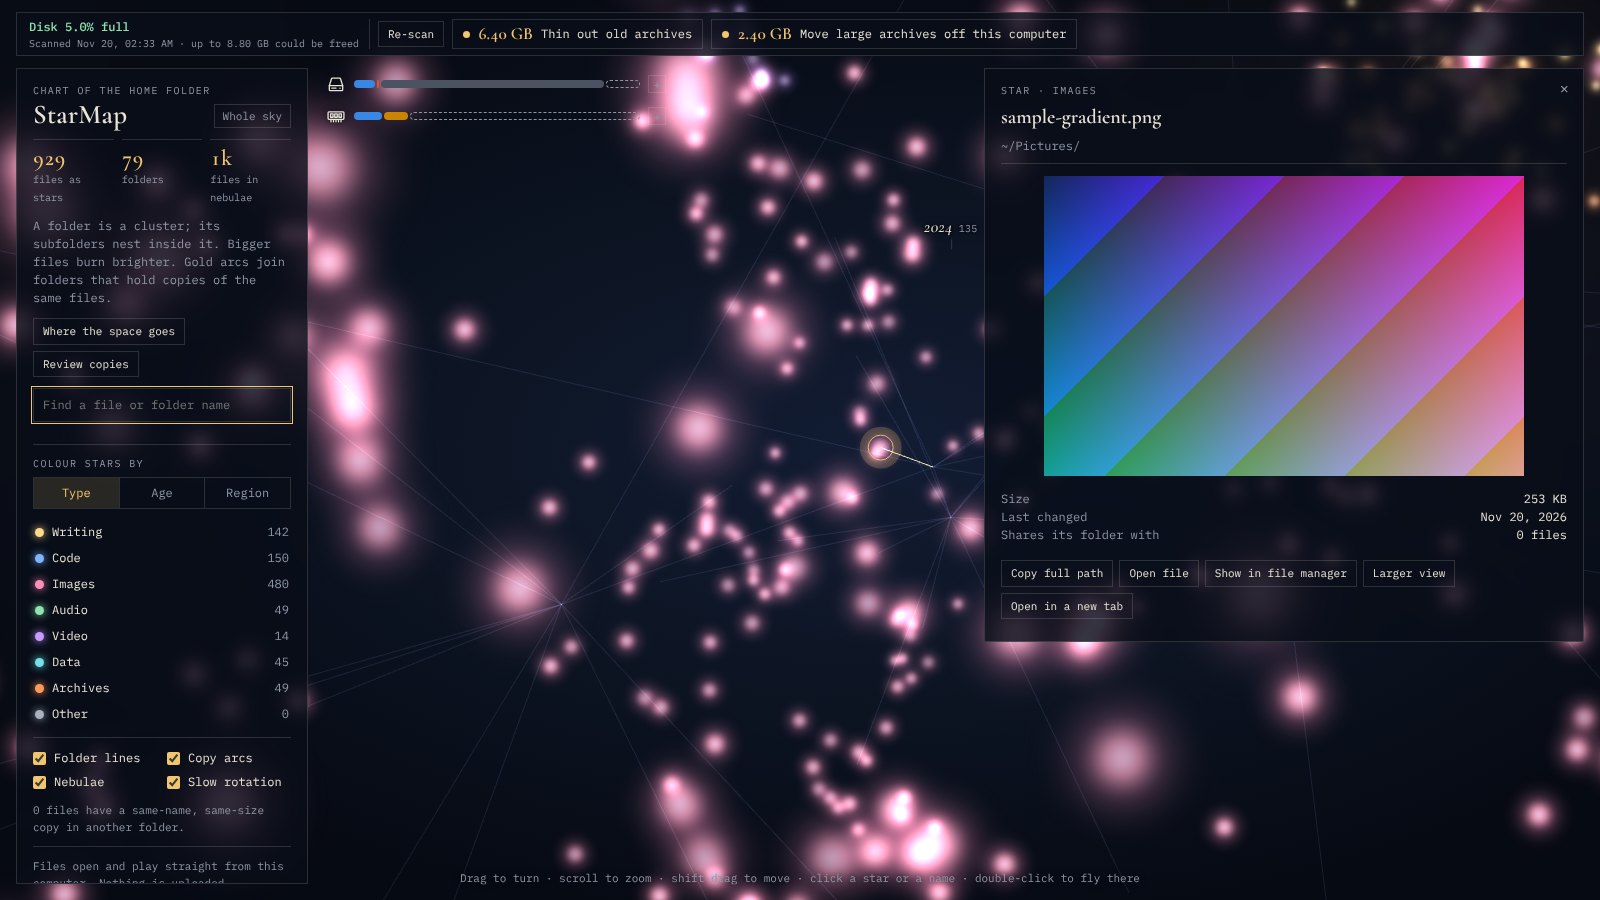 Disk 5.0% full
Scanned Nov 20, 02:33 AM · up to 8.80 GB could be freed
Re-scan
6.40 GB Thin out old archives
2.40 GB Move large archives off this computer
CHART OF THE HOME FOLDER
StarMap
Whole sky
929
files as
stars
79
folders
1k
files in
nebulae
A folder is a cluster; its
subfolders nest inside it. Bigger
files burn brighter. Gold arcs join
folders that hold copies of the
same files.
Where the space goes
Review copies
Find a file or folder name
COLOUR STARS BY
Type Age Region
Writing 142
Code 150
Images 480
Audio 49
Video 14
Data 45
Archives 49
Other 0
Folder lines Copy arcs
Nebulae Slow rotation
0 files have a same-name, same-size
copy in another folder.
Files open and play straight from this
computer. Nothing is uploaded.
2024 135
STAR · IMAGES
×
sample-gradient.png
~/Pictures/
Size 253 KB
Last changed Nov 20, 2026
Shares its folder with 0 files
Copy full path
Open file
Show in file manager
Larger view
Open in a new tab
Drag to turn · scroll to zoom · shift drag to move · click a star or a name · double-click to fly there